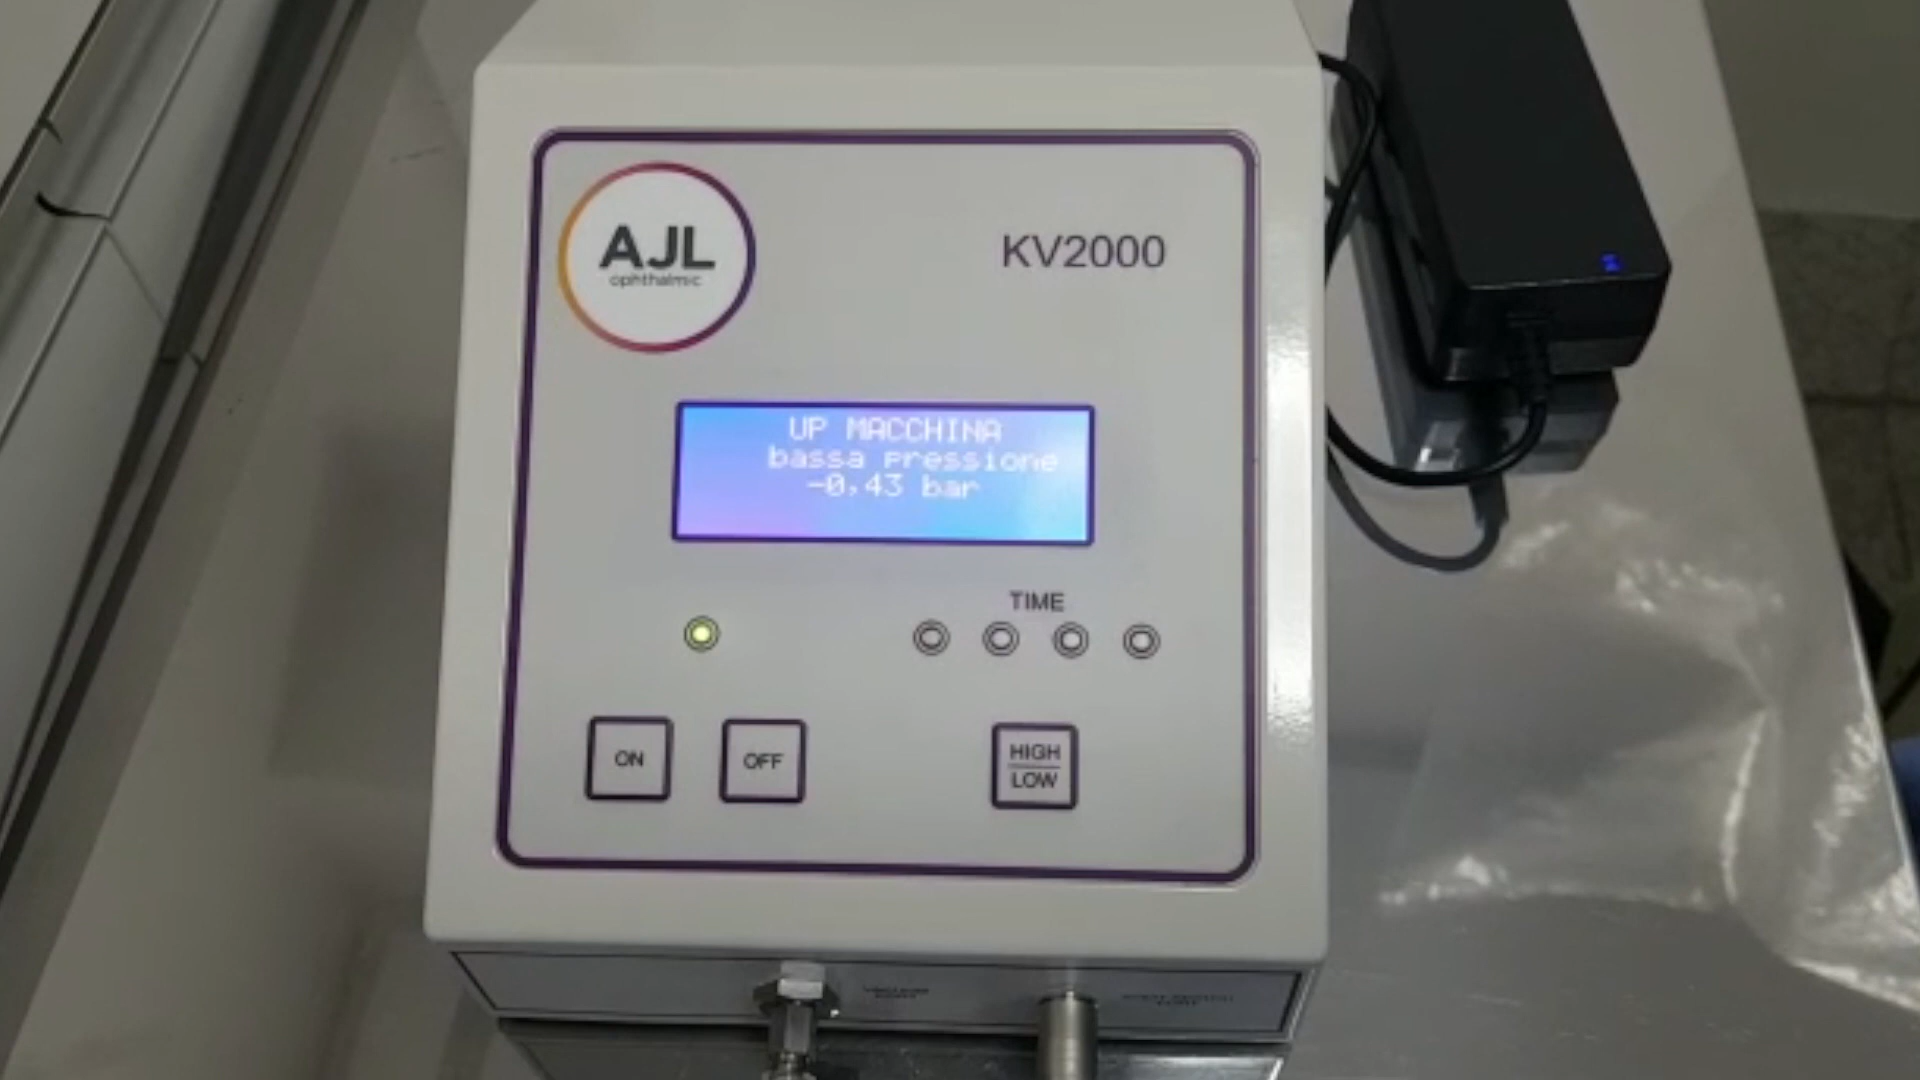 AJL
ophthalmic
KV2000
UP MACCHINA
bassa pressione
-0,43 bar
TIME
ON
OFF
HIGH
LOW